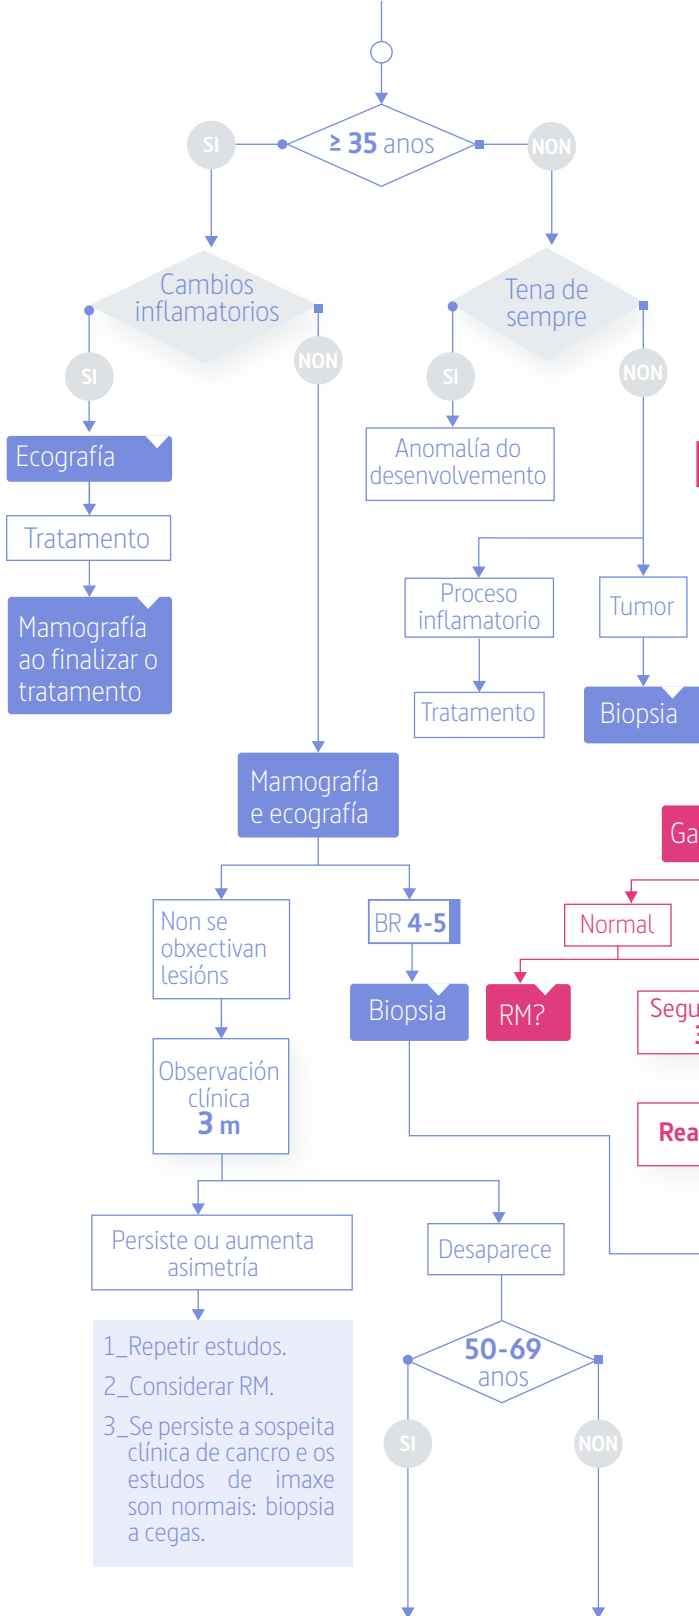 ≥ 35 anos
SI
NON
Cambios
inflamatorios
Tena de
sempre
SI
NON
SI
NON
Ecografía
Anomalía do
desenvolvemento
Tratamento
Proceso
inflamatorio
Tumor
Mamografía
ao finalizar o
tratamento
Tratamento
Biopsia
Mamografía
e ecografía
Ga
Non se
obxectivan
lesións
BR 4-5
Normal
Biopsia
RM?
Segu
Observación
clínica
3 m
Rea
Persiste ou aumenta
asimetría
Desaparece
1_Repetir estudos.
2_Considerar RM.
3_Se persiste a sospeita
clínica de cancro e os
estudos de imaxe
son normais: biopsia
a cegas.
50-69
anos
SI
NON